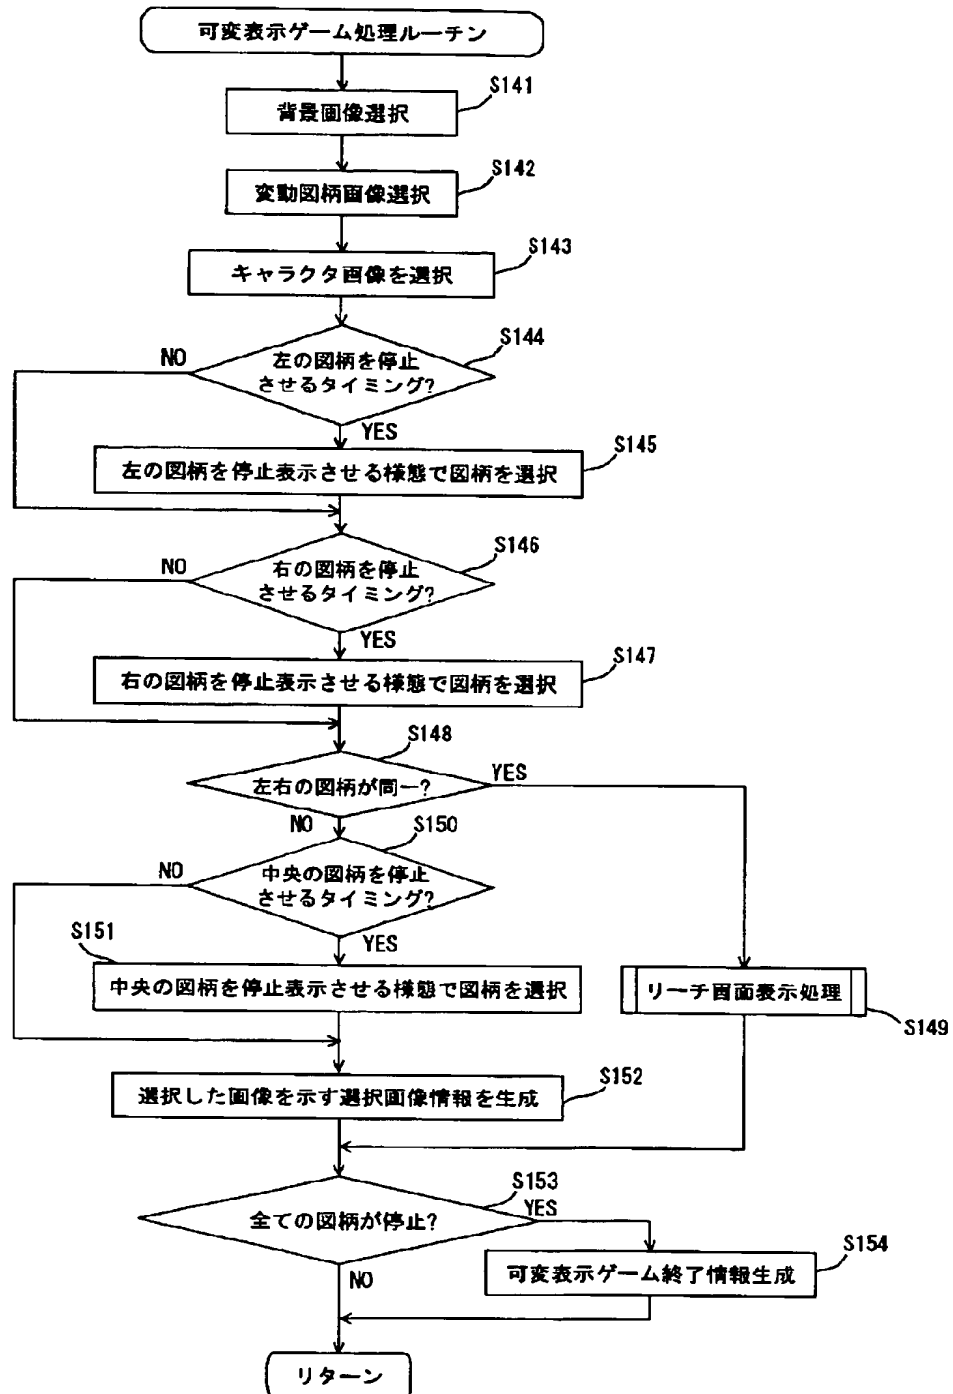 可変表示ゲーム処理ルーチン
S141
背景画像選択
S142
変動図柄画像選択
S143
キャラクタ画像を選択
S144
NO
左の図柄を停止
させるタイミング?
YES
S145
左の図柄を停止表示させる様態で図柄を選択
S146
NO
右の図柄を停止
させるタイミング?
YES
S147
右の図柄を停止表示させる様態で図柄を選択
S148
左右の図柄が同一?
YES
NO
S150
NO
中央の図柄を停止
させるタイミング?
YES
S151
中央の図柄を停止表示させる様態で図柄を選択
リーチ画面表示処理
S149
S152
選択した画像を示す選択画像情報を生成
S153
全ての図柄が停止?
YES
S154
可変表示ゲーム終了情報生成
NO
リターン